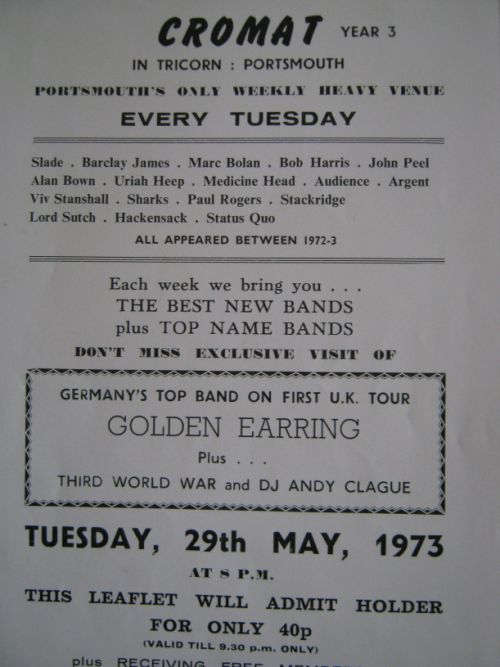 CROMAT YEAR 3
IN TRICORN : PORTSMOUTH
PORTSMOUTH'S ONLY WEEKLY HEAVY VENUE
EVERY TUESDAY
Slade . Barclay James . Marc Bolan . Bob Harris . John Peel
Alan Bown . Uriah Heep . Medicine Head . Audience . Argent
Viv Stanshall . Sharks . Paul Rogers . Stackridge
Lord Sutch . Hackensack . Status Quo
ALL APPEARED BETWEEN 1972-3
Each week we bring you . . .
THE BEST NEW BANDS
plus TOP NAME BANDS
DON'T MISS EXCLUSIVE VISIT OF
GERMANY'S TOP BAND ON FIRST U.K. TOUR
GOLDEN EARRING
Plus . . .
THIRD WORLD WAR and DJ ANDY CLAGUE
TUESDAY, 29th MAY, 1973
AT 8 P.M.
THIS LEAFLET WILL ADMIT HOLDER
FOR ONLY 40p
(VALID TILL 9.30 p.m. ONLY)
plus RECEIVING FREE